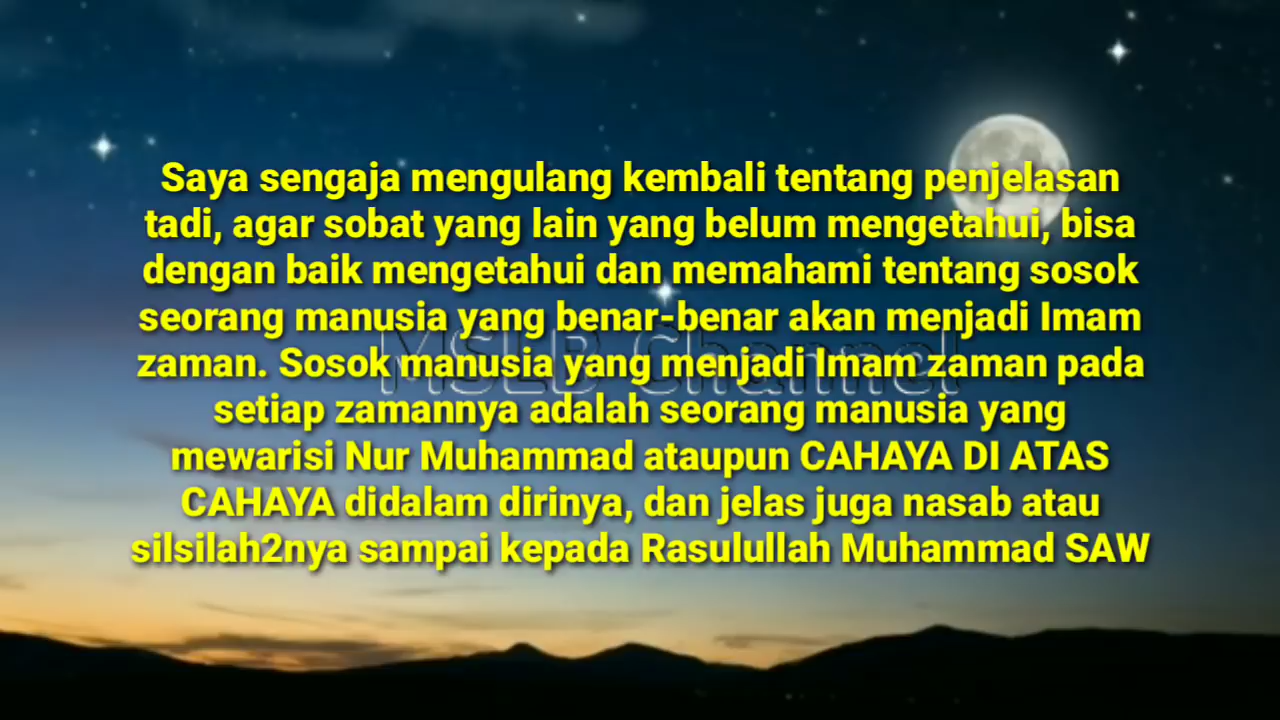 Saya sengaja mengulang kembali tentang penjelasan
tadi, agar sobat yang lain yang belum mengetahui, bisa
dengan baik mengetahui dan memahami tentang sosok
seorang manusia yang benar-benar akan menjadi Imam
zaman. Sosok manusia yang menjadi Imam zaman pada
setiap zamannya adalah seorang manusia yang
mewarisi Nur Muhammad ataupun CAHAYA DI ATAS
CAHAYA didalam dirinya, dan jelas juga nasab atau
silsilah2nya sampai kepada Rasulullah Muhammad SAW
MSLB Channel